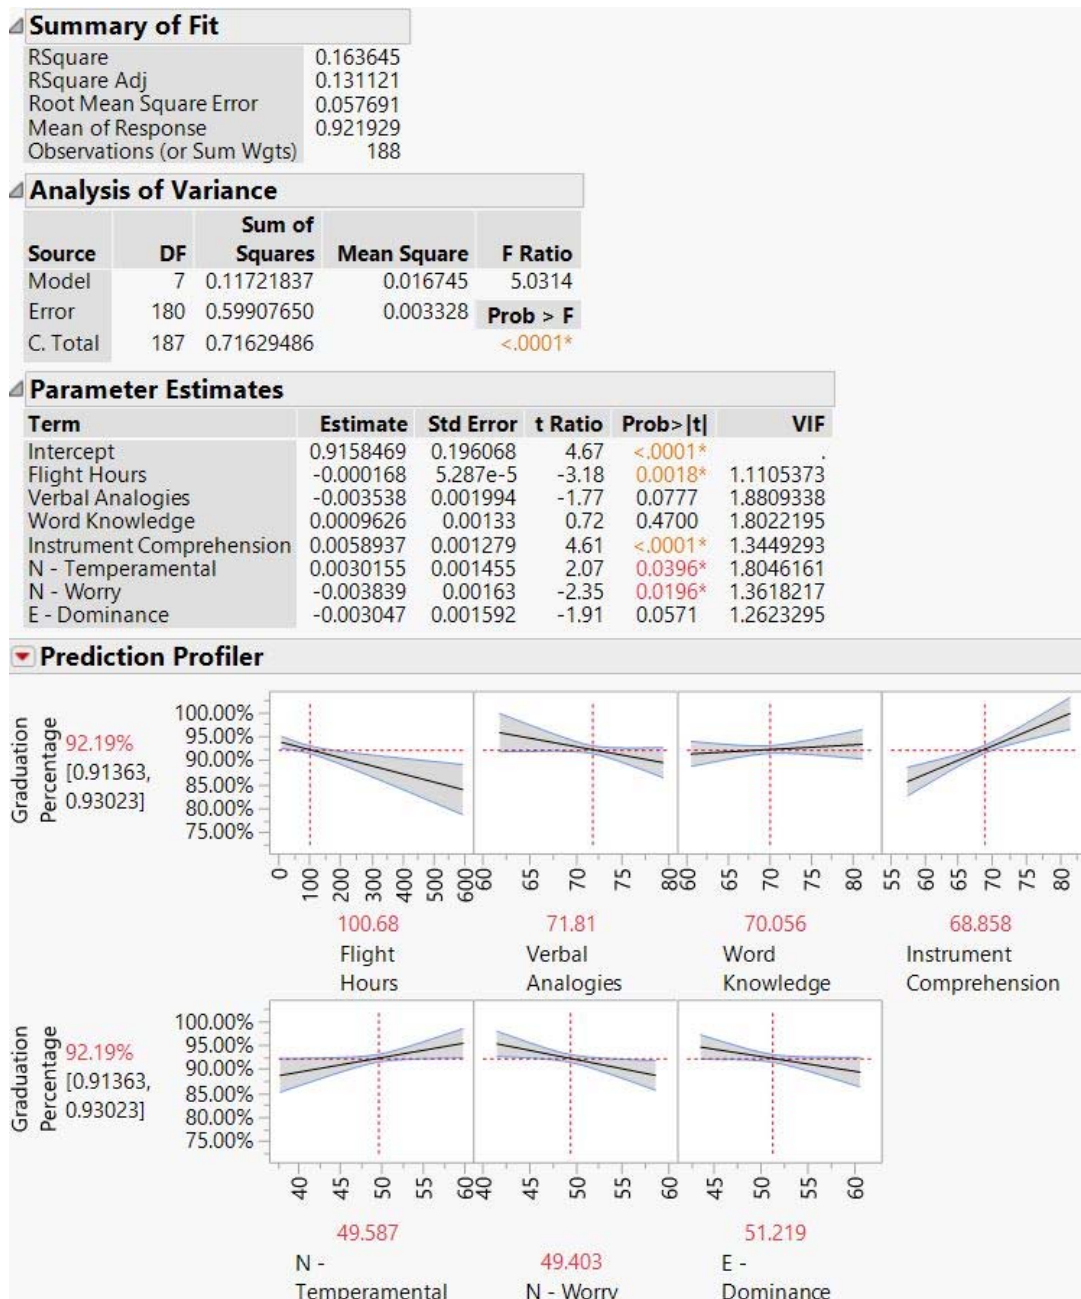 Summary of Fit
RSquare 0.163645
RSquare Adj 0.131121
Root Mean Square Error 0.057691
Mean of Response 0.921929
Observations (or Sum Wgts) 188
Analysis of Variance
Sum of
Source DF Squares Mean Square F Ratio
Model 7 0.11721837 0.016745 5.0314
Error 180 0.59907650 0.003328 Prob > F
C. Total 187 0.71629486 <.0001*
Parameter Estimates
Term Estimate Std Error t Ratio Prob>|t| VIF
Intercept 0.9158469 0.196068 4.67 <.0001* .
Flight Hours -0.000168 5.287e-5 -3.18 0.0018* 1.1105373
Verbal Analogies -0.003538 0.001994 -1.77 0.0777 1.8809338
Word Knowledge 0.0009626 0.00133 0.72 0.4700 1.8022195
Instrument Comprehension 0.0058937 0.001279 4.61 <.0001* 1.3449293
N - Temperamental 0.0030155 0.001455 2.07 0.0396* 1.8046161
N - Worry -0.003839 0.00163 -2.35 0.0196* 1.3618217
E - Dominance -0.003047 0.001592 -1.91 0.0571 1.2623295
Prediction Profiler
Graduation
Percentage
92.19%
[0.91363,
0.93023]
100.00%
95.00%
90.00%
85.00%
80.00%
75.00%
0 100 200 300 400 500 600 60 65 70 75 80 60 65 70 75 80 55 60 65 70 75 80
100.68 71.81 70.056 68.858
Flight Verbal Word Instrument
Hours Analogies Knowledge Comprehension
Graduation
Percentage
92.19%
[0.91363,
0.93023]
100.00%
95.00%
90.00%
85.00%
80.00%
75.00%
40 45 50 55 60 40 45 50 55 60 45 50 55 60
49.587 51.219
N - 49.403 E -
Temperamental N - Worry Dominance